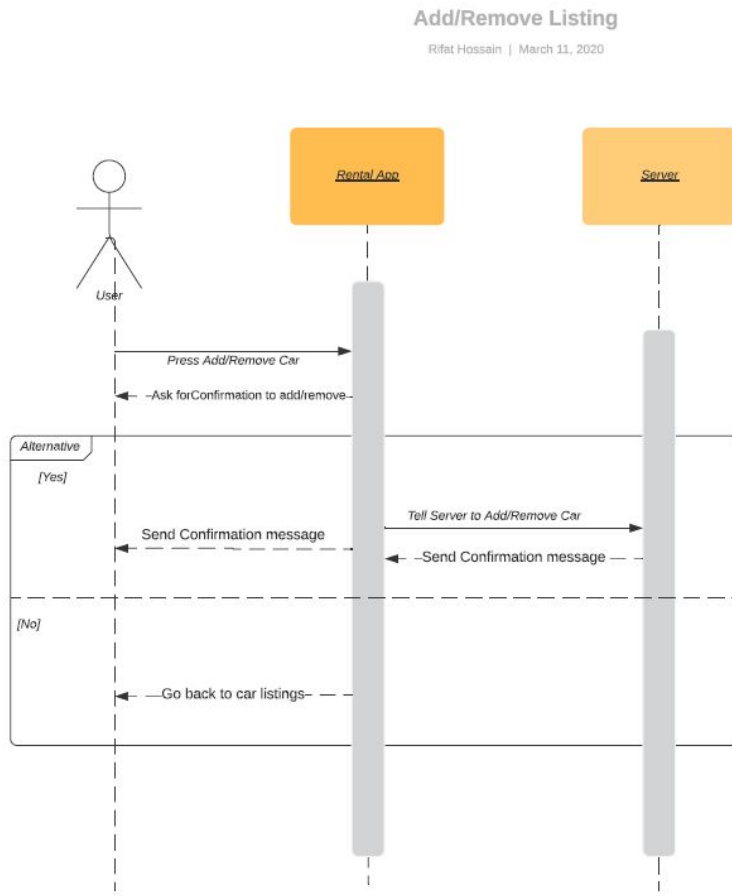 Add/Remove Listing
Rifat Hossain | March 11, 2020
Rental App
Server
User
Press Add/Remove Car
Ask forConfirmation to add/remove
Alternative
[Yes]
Tell Server to Add/Remove Car
Send Confirmation message
Send Confirmation message
[No]
Go back to car listings